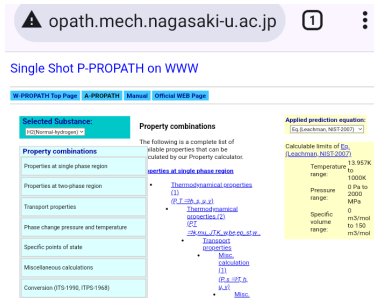 opath.mech.nagasaki-u.ac.jp
1
Single Shot P-PROPATH on WWW
W-PROPATH Top Page
A-PROPATH
Manual
Official WEB Page
Selected Substance:
H2(Normal-hydrogen)
Property combinations
Properties at single phase region
Properties at two-phase region
Transport properties
Phase change pressure and temperature
Specific points of state
Miscellaneous calculations
Conversion (ITS-1990, ITPS-1968)
Property combinations
The following is a complete list of
ailable properties that can be
culated by our Property calculator.
operties at single phase region
Thermodynamical properties
(1)
(P,T ⇒h, s, u, v)
Thermodynamical
properties (2)
(P,T
Transport
properties
Misc.
calculation
(1)
(P, s ⇒T, h,
u, v)
Misc.
Applied prediction equation:
Eq.(Leachman, NIST-2007)
Calculable limits of Eq.
(Leachman, NIST-2007)
Temperature range: 13.957K to 1000K
Pressure range: 0 Pa to 2000 MPa
Specific volume range: 0 m3/mol to 150 m3/mol